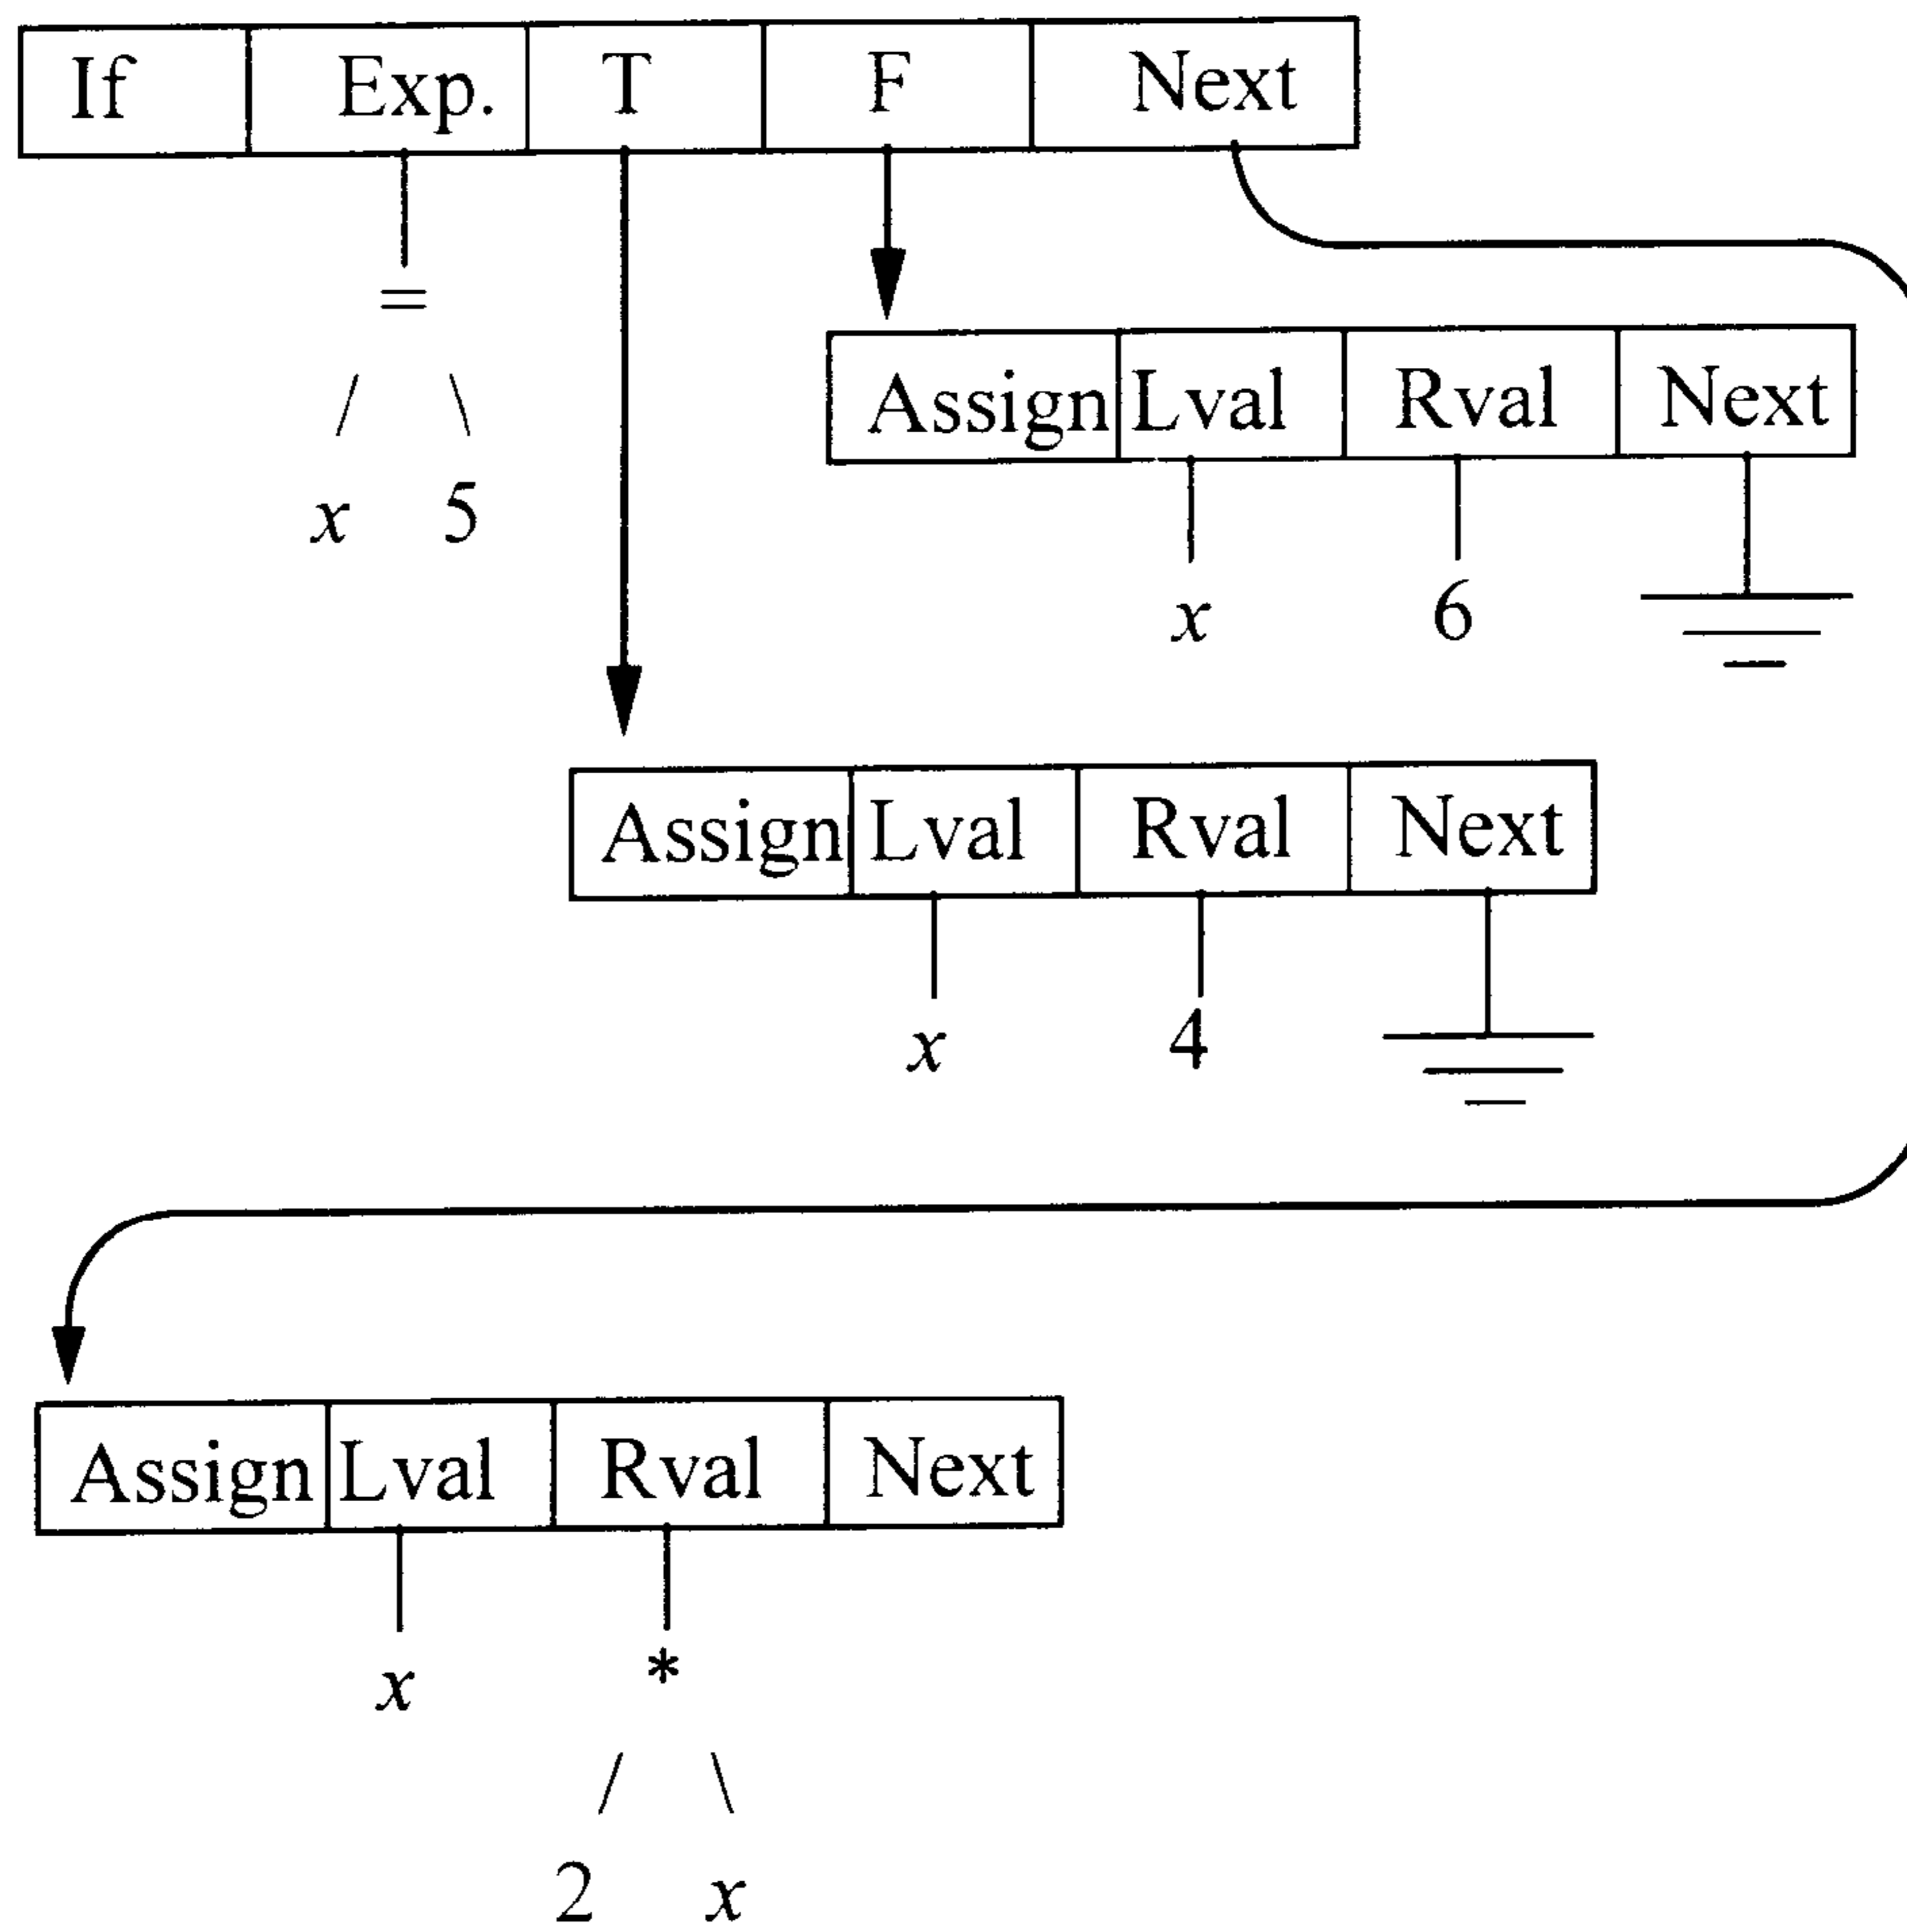 If Exp. T F Next
=
/ \
x 5
Assign Lval Rval Next
x 6
Assign Lval Rval Next
x 4
Assign Lval Rval Next
x *
/ \
2 x